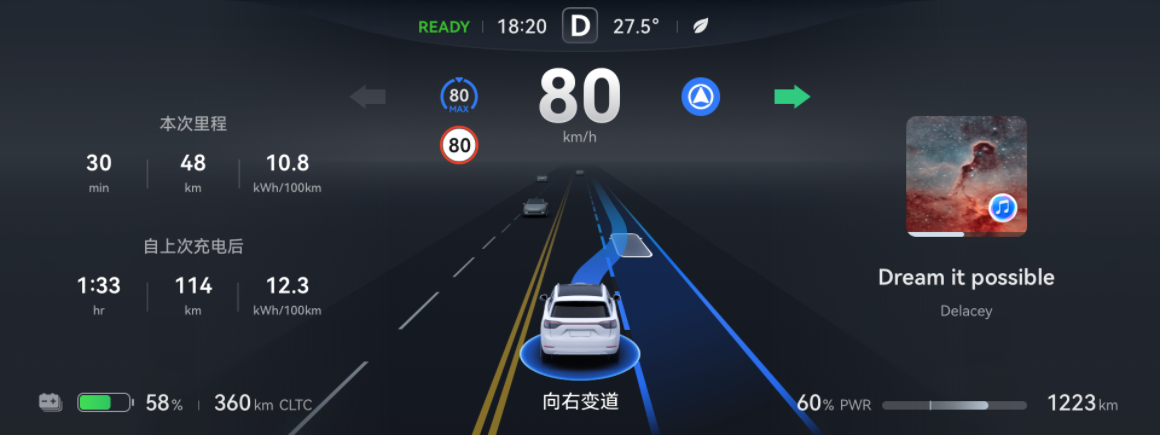 READY 18:20 D 27.5°
80 MAX
80
km/h
80
本次里程
30 48 10.8
min km kWh/100km
自上次充电后
1:33 114 12.3
hr km kWh/100km
Dream it possible
Delacey
向右变道
58% 360 km CLTC
60% PWR 1223 km